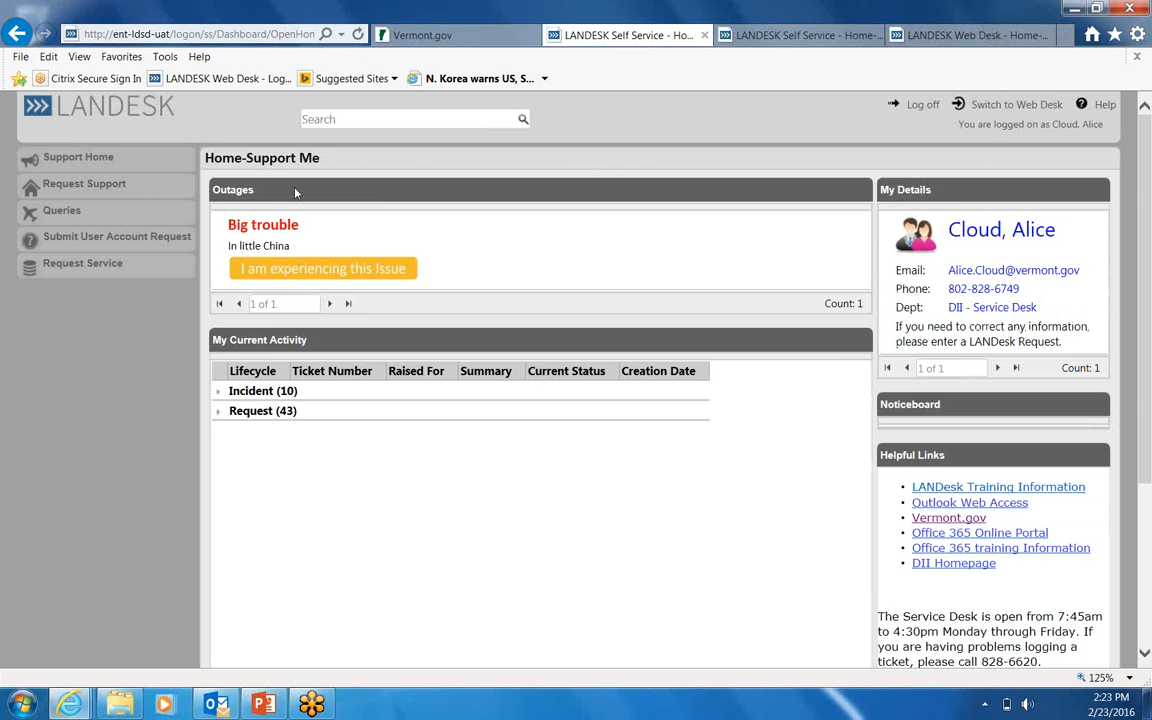 http://ent-ldsd-uat/logon/ss/Dashboard/OpenHon
Vermont.gov
LANDESK Self Service - Ho...
LANDESK Self Service - Home-...
LANDESK Web Desk - Home-...
File Edit View Favorites Tools Help
Citrix Secure Sign In LANDESK Web Desk - Log... Suggested Sites N. Korea warns US, S...
LANDESK
Search
Log off Switch to Web Desk Help
You are logged on as Cloud, Alice
Support Home
Request Support
Queries
Submit User Account Request
Request Service
Home-Support Me
Outages
Big trouble
In little China
I am experiencing this Issue
1 of 1
Count: 1
My Current Activity
Lifecycle Ticket Number Raised For Summary Current Status Creation Date
Incident (10)
Request (43)
My Details
Cloud, Alice
Email: Alice.Cloud@vermont.gov
Phone: 802-828-6749
Dept: DII - Service Desk
If you need to correct any information,
please enter a LANDesk Request.
1 of 1 Count: 1
Noticeboard
Helpful Links
• LANDesk Training Information
• Outlook Web Access
• Vermont.gov
• Office 365 Online Portal
• Office 365 training Information
• DII Homepage
The Service Desk is open from 7:45am
to 4:30pm Monday through Friday. If
you are having problems logging a
ticket, please call 828-6620.
125%
2:23 PM
2/23/2016